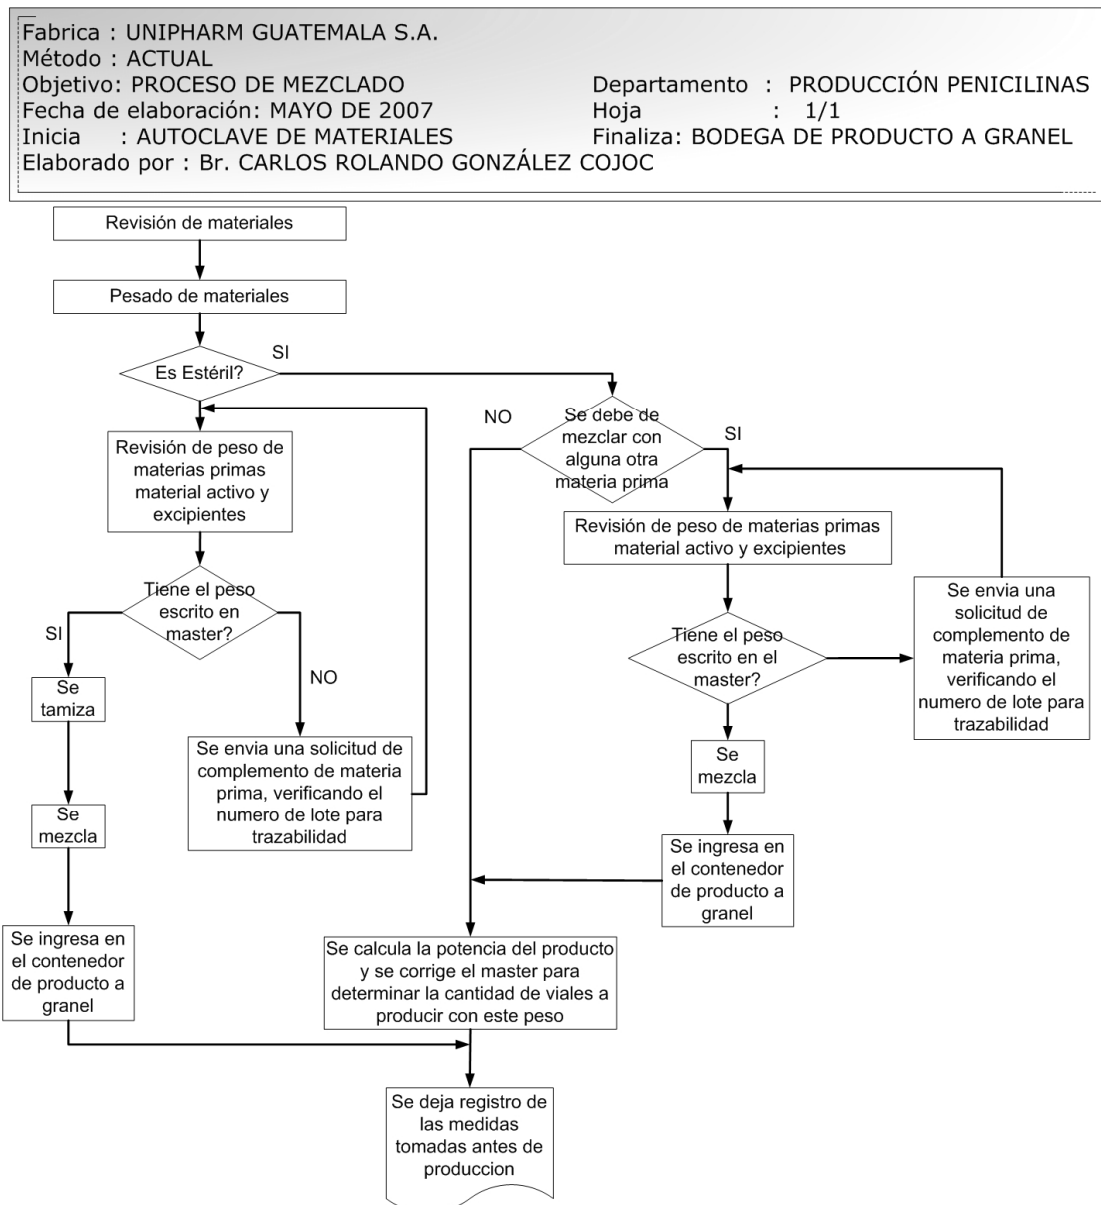 Fabrica : UNIPHARM GUATEMALA S.A.
Método : ACTUAL
Objetivo: PROCESO DE MEZCLADO
Departamento : PRODUCCIÓN PENICILINAS
Fecha de elaboración: MAYO DE 2007
Hoja : 1/1
Inicia : AUTOCLAVE DE MATERIALES
Finaliza: BODEGA DE PRODUCTO A GRANEL
Elaborado por : Br. CARLOS ROLANDO GONZÁLEZ COJOC
Revisión de materiales
Pesado de materiales
Es Estéril?
SI
Revisión de peso de
materias primas
material activo y
excipientes
Tiene el peso
escrito en
master?
SI
NO
Se
tamiza
Se
mezcla
Se ingresa en
el contenedor
de producto a
granel
Se envia una solicitud de
complemento de materia
prima, verificando el
numero de lote para
trazabilidad
Se debe de
mezclar con
alguna otra
materia prima
NO
SI
Revisión de peso de materias primas
material activo y excipientes
Tiene el peso
escrito en el
master?
Se envia una
solicitud de
complemento de
materia prima,
verificando el
numero de lote para
trazabilidad
Se
mezcla
Se ingresa en
el contenedor
de producto a
granel
Se calcula la potencia del producto
y se corrige el master para
determinar la cantidad de viales a
producir con este peso
Se deja registro de
las medidas
tomadas antes de
produccion